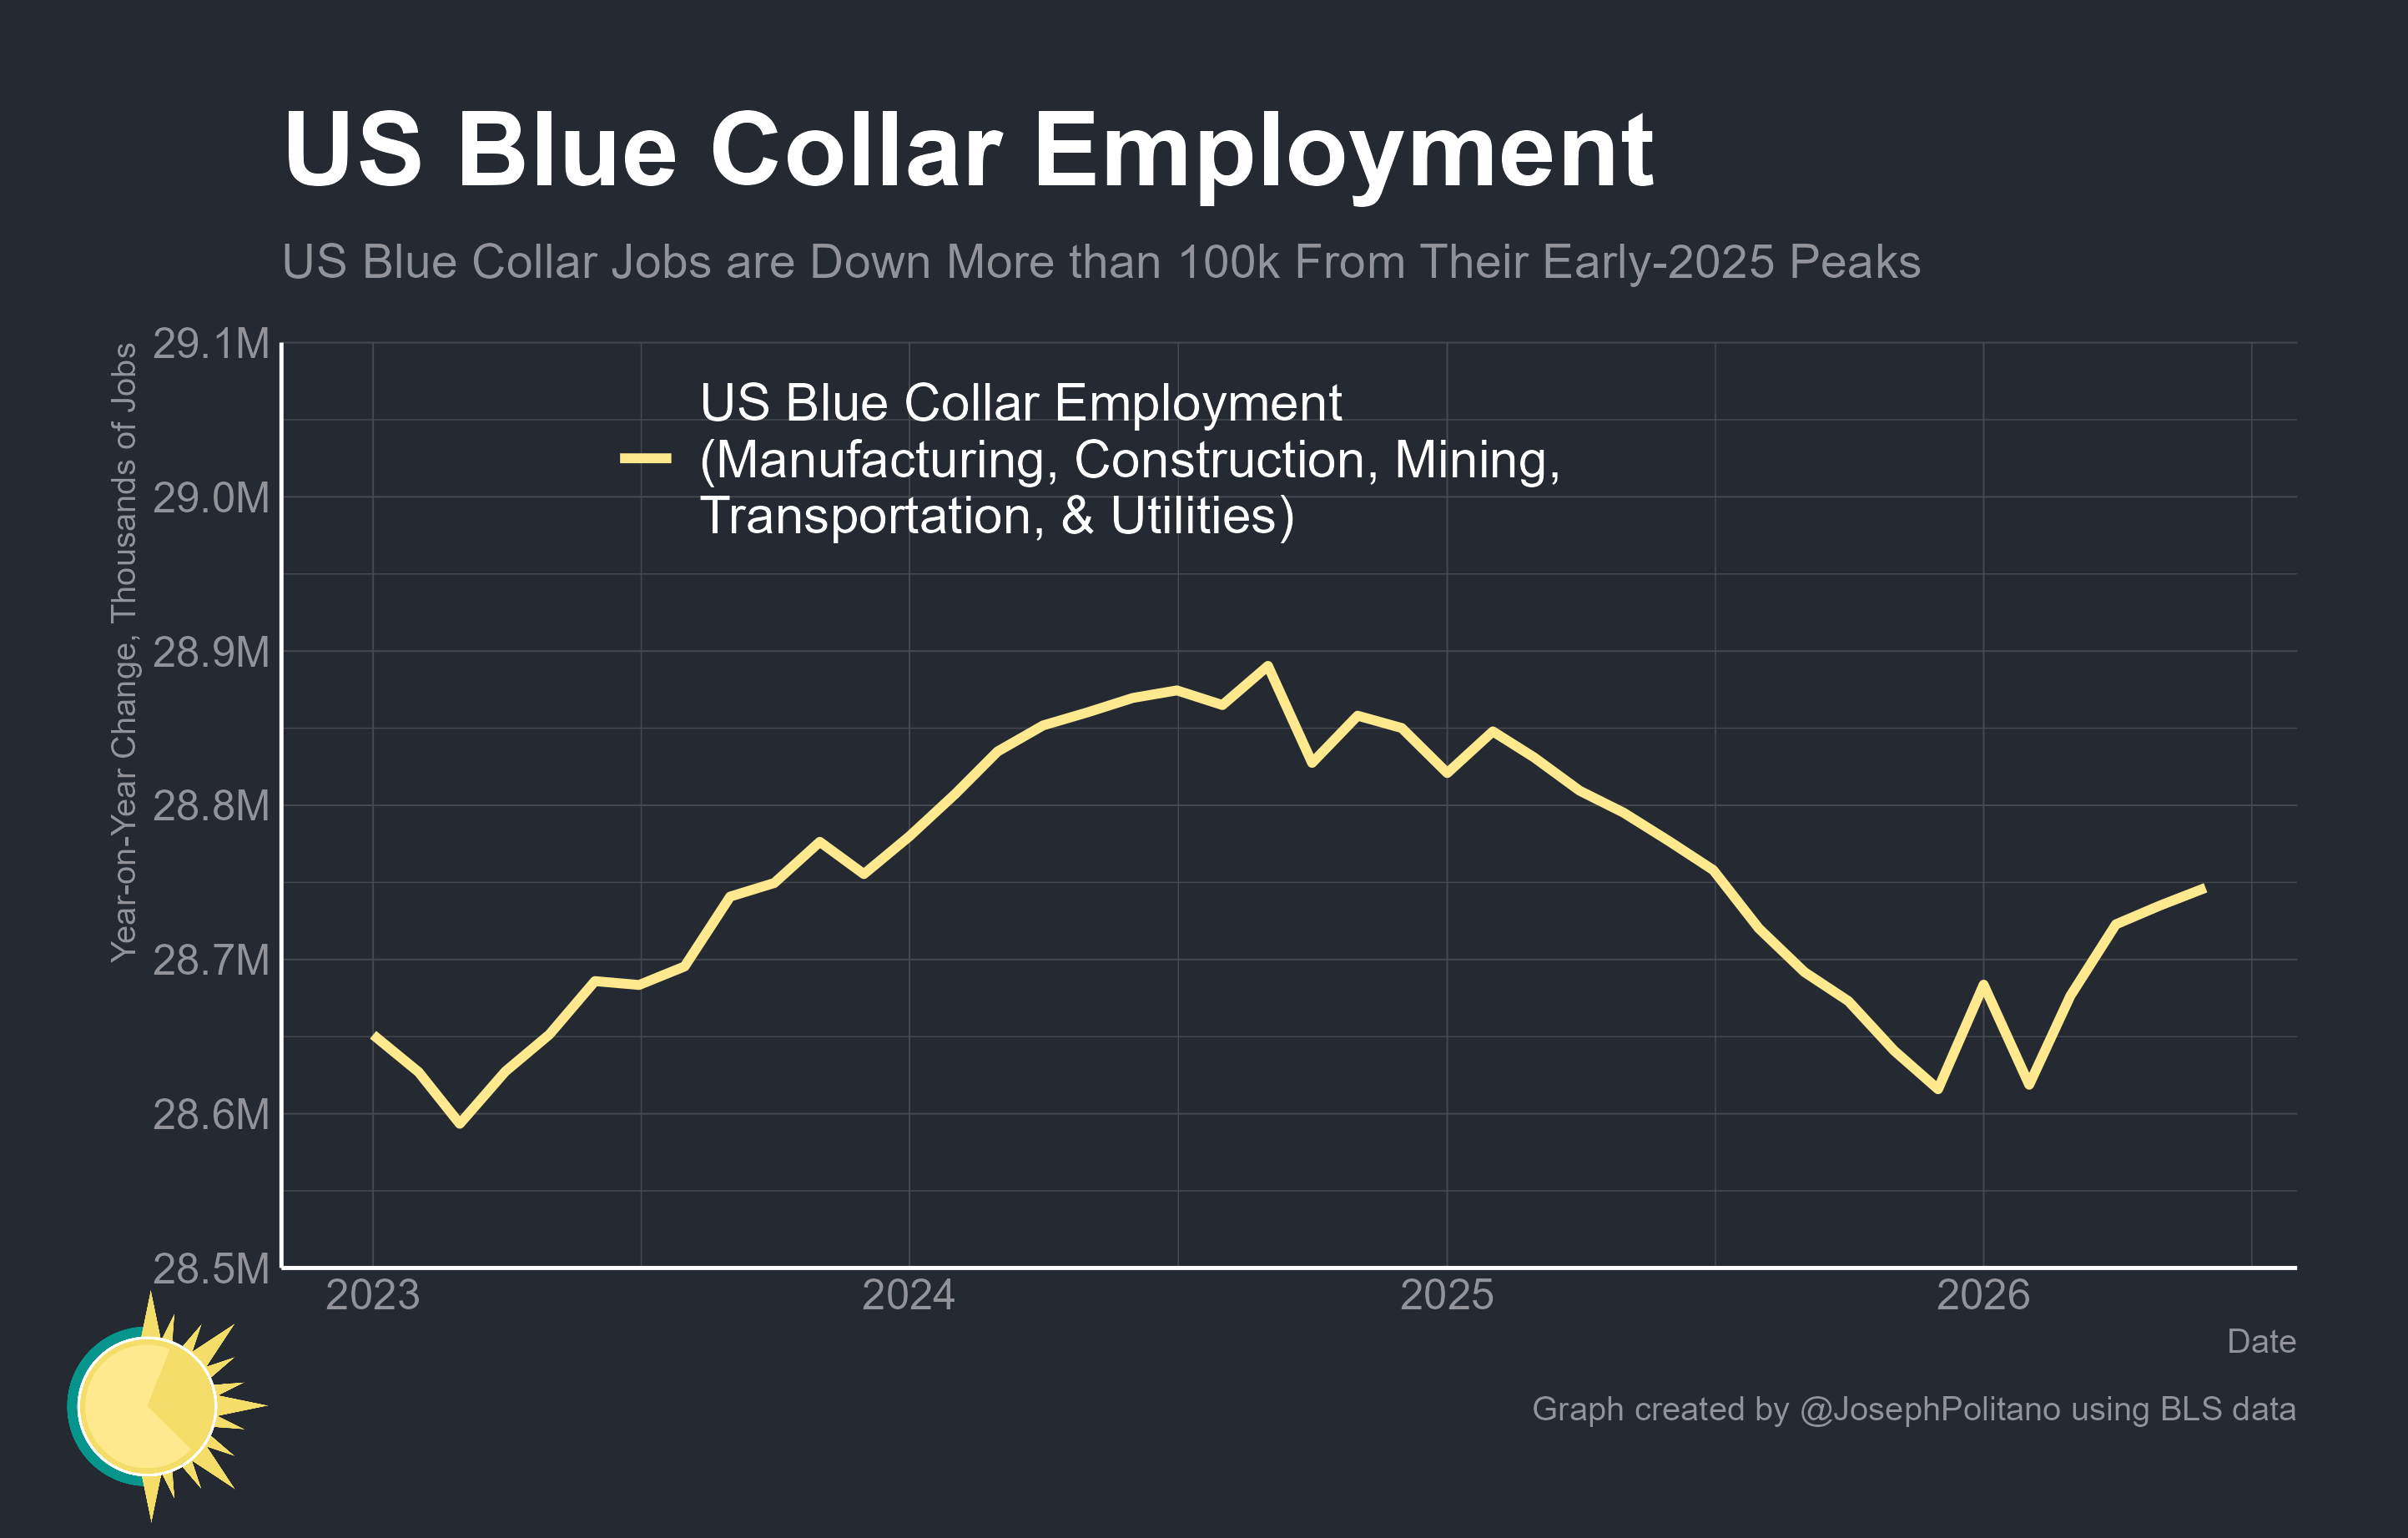 US Blue Collar Employment
US Blue Collar Jobs are Down More than 100k From Their Early-2025 Peaks
Year-on-Year Change, Thousands of Jobs
29.1M
29.0M
28.9M
28.8M
28.7M
28.6M
28.5M
US Blue Collar Employment
(Manufacturing, Construction, Mining,
Transportation, & Utilities)
2023
2024
2025
2026
Date
Graph created by @JosephPolitano using BLS data